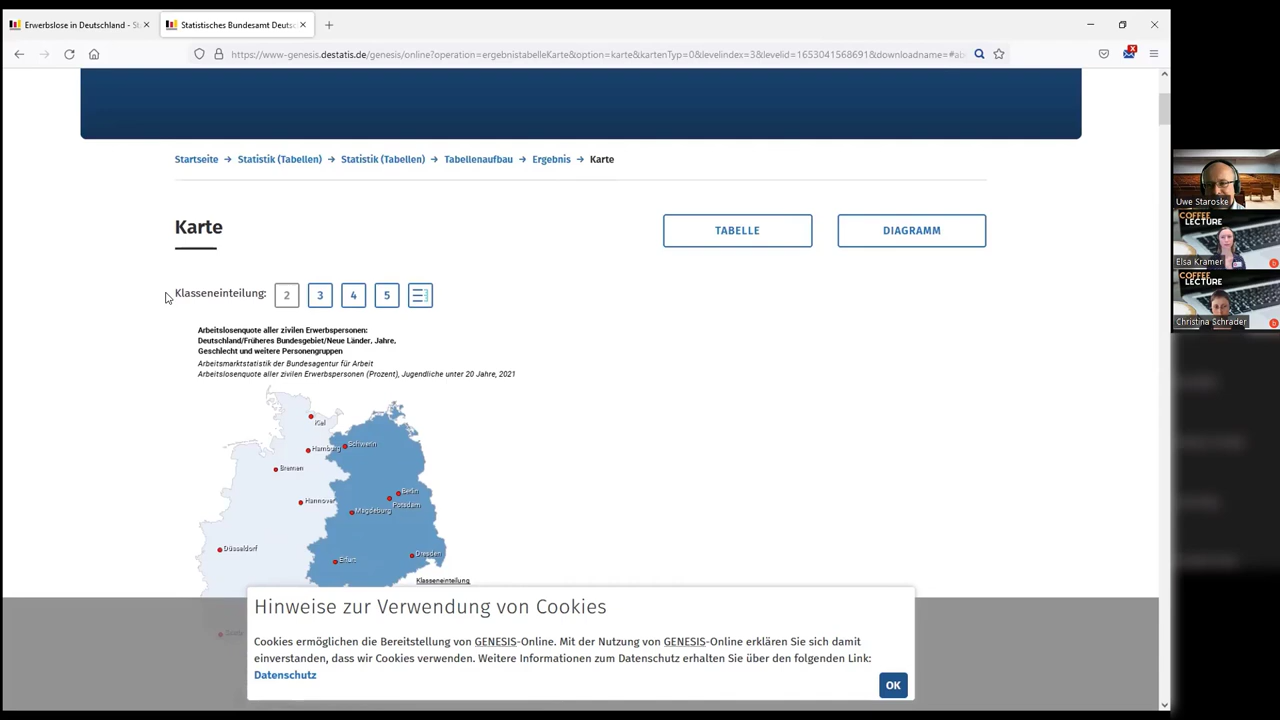 Erwerbslose in Deutschland - St
Statistisches Bundesamt Deuts
https://www-genesis.destatis.de/genesis/online?operation=ergebnistabelleKarte&option=karte&kartenTyp=0&levelindex=3&levelid=1653041568691&downloadname=#ab
Startseite → Statistik (Tabellen) → Statistik (Tabellen) → Tabellenaufbau → Ergebnis → Karte
Karte
TABELLE
DIAGRAMM
Klasseneinteilung: 2 3 4 5
Arbeitslosenquote aller zivilen Erwerbspersonen:
Deutschland/Früheres Bundesgebiet/Neue Länder, Jahre,
Geschlecht und weitere Personengruppen
Arbeitsmarktstatistik der Bundesagentur für Arbeit
Arbeitslosenquote aller zivilen Erwerbspersonen (Prozent), Jugendliche unter 20 Jahre, 2021
Kiel
Schwerin
Hamburg
Bremen
Berlin
Hannover
Potsdam
Magdeburg
Düsseldorf
Dresden
Erfurt
Klasseneinteilung
Hinweise zur Verwendung von Cookies
Cookies ermöglichen die Bereitstellung von GENESIS-Online. Mit der Nutzung von GENESIS-Online erklären Sie sich damit
einverstanden, dass wir Cookies verwenden. Weitere Informationen zum Datenschutz erhalten Sie über den folgenden Link:
Datenschutz
OK
Uwe Staroske
COFFEE
LECTURE
Elsa Kramer
COFFEE
LECTURE
Christina Schrader